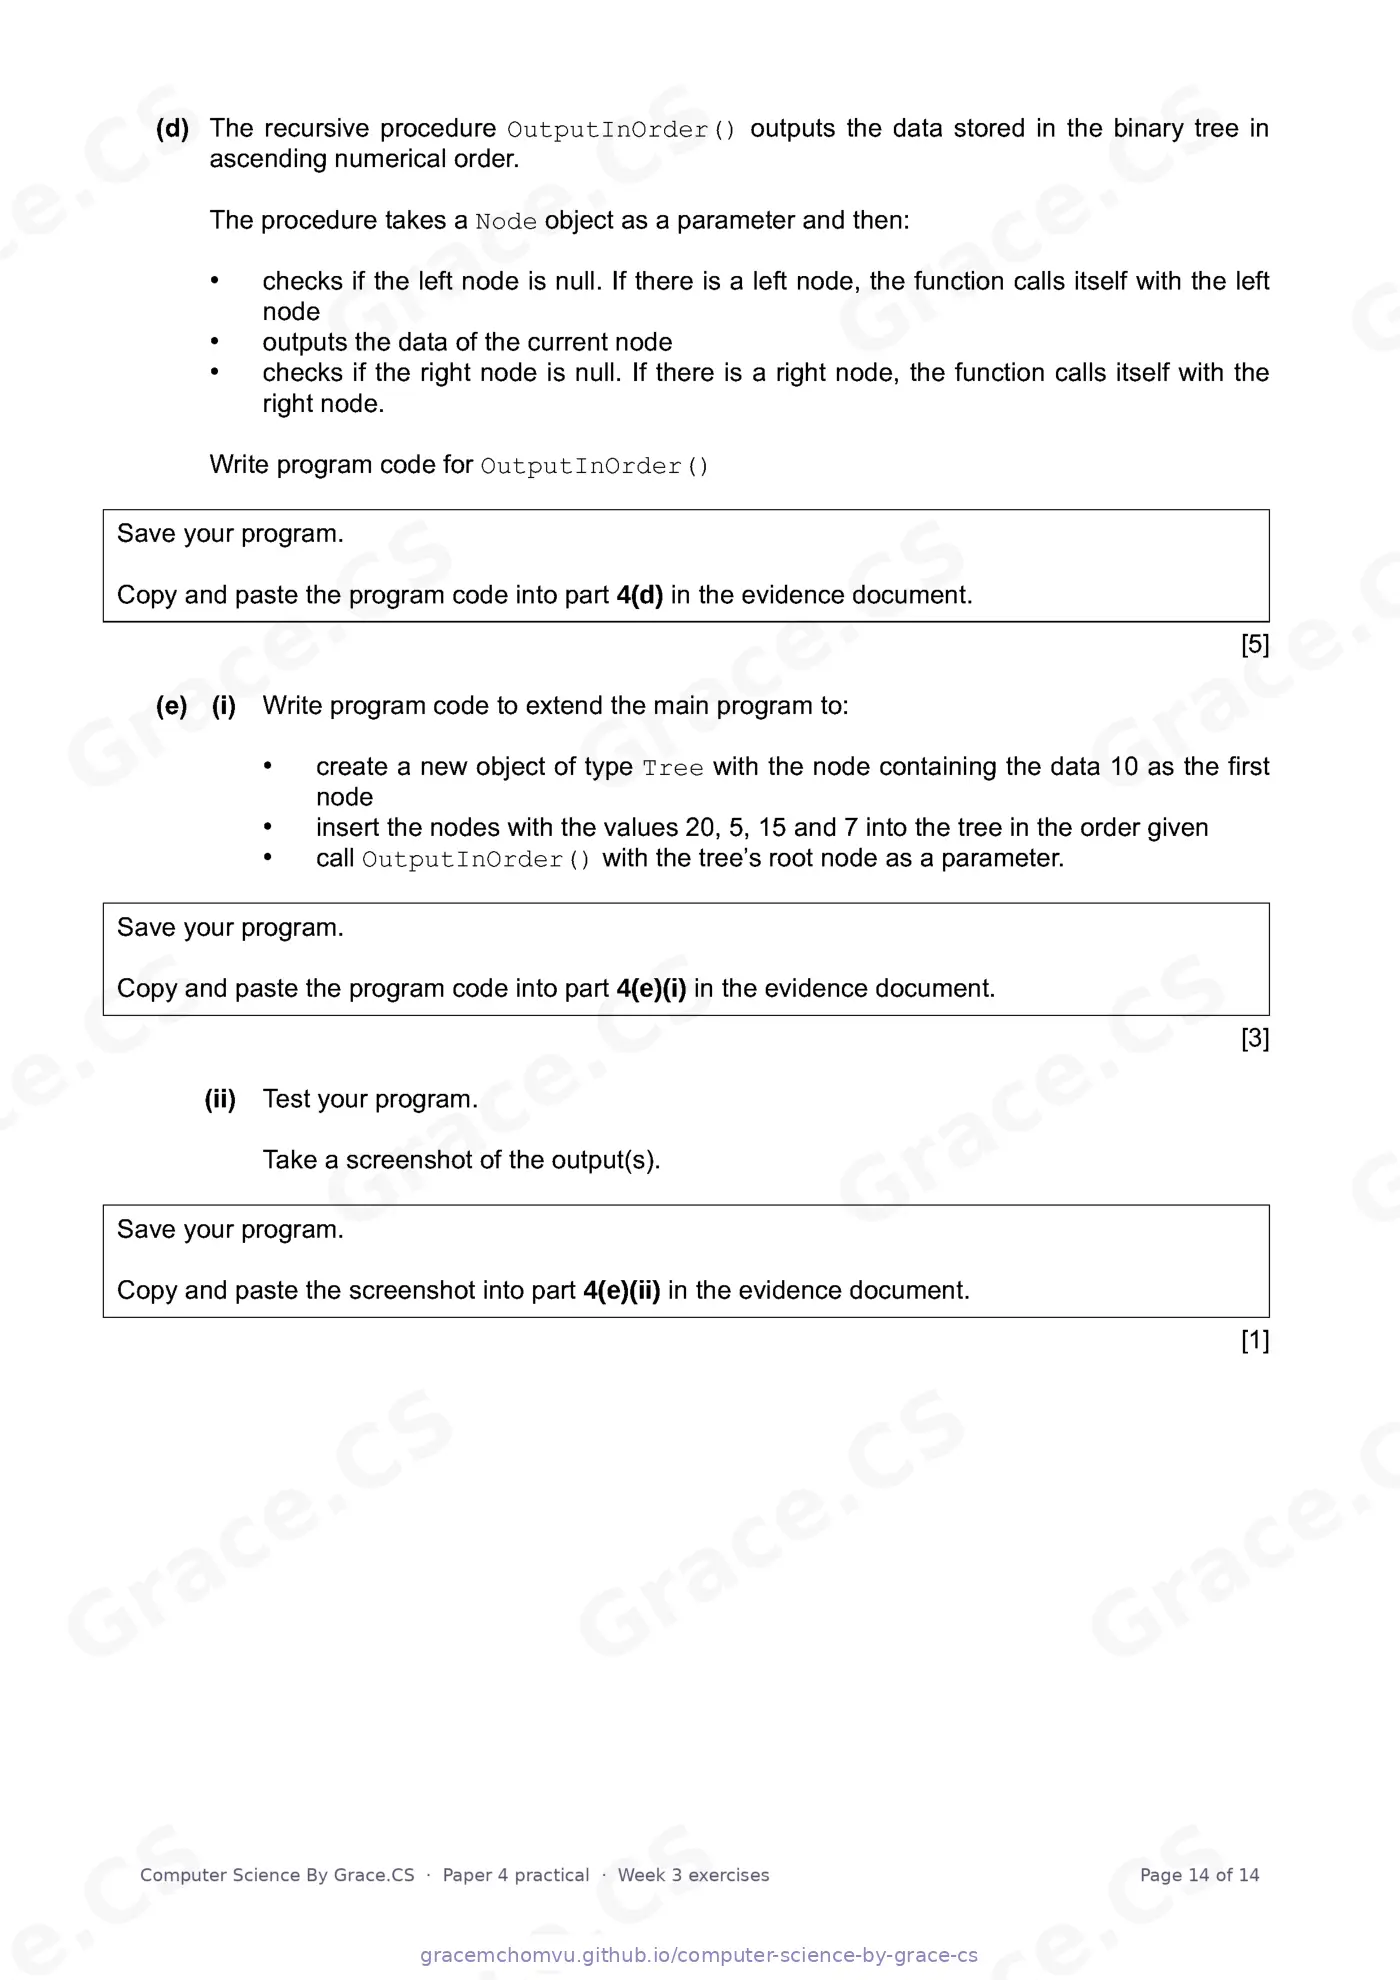 (d) The recursive procedure OutputInOrder() outputs the data stored in the binary tree in
ascending numerical order.
The procedure takes a Node object as a parameter and then:
• checks if the left node is null. If there is a left node, the function calls itself with the left
node
• outputs the data of the current node
• checks if the right node is null. If there is a right node, the function calls itself with the
right node.
Write program code for OutputInOrder()
Save your program.
Copy and paste the program code into part 4(d) in the evidence document.
[5]
(e) (i) Write program code to extend the main program to:
• create a new object of type Tree with the node containing the data 10 as the first
node
• insert the nodes with the values 20, 5, 15 and 7 into the tree in the order given
• call OutputInOrder() with the tree's root node as a parameter.
Save your program.
Copy and paste the program code into part 4(e)(i) in the evidence document.
[3]
(ii) Test your program.
Take a screenshot of the output(s).
Save your program.
Copy and paste the screenshot into part 4(e)(ii) in the evidence document.
[1]
Computer Science By Grace.CS · Paper 4 practical · Week 3 exercises Page 14 of 14
gracemchomvu.github.io/computer-science-by-grace-cs